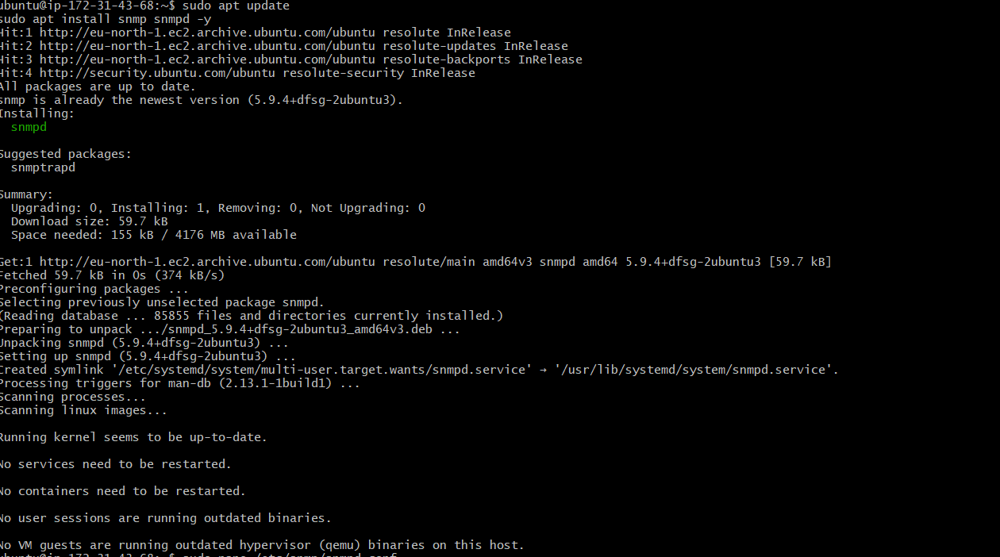 ubuntu@ip-172-31-43-68:~$ sudo apt update
sudo apt install snmp snmpd -y
Hit:1 http://eu-north-1.ec2.archive.ubuntu.com/ubuntu resolute InRelease
Hit:2 http://eu-north-1.ec2.archive.ubuntu.com/ubuntu resolute-updates InRelease
Hit:3 http://eu-north-1.ec2.archive.ubuntu.com/ubuntu resolute-backports InRelease
Hit:4 http://security.ubuntu.com/ubuntu resolute-security InRelease
All packages are up to date.
snmp is already the newest version (5.9.4+dfsg-2ubuntu3).
Installing:
  snmpd

Suggested packages:
  snmptrapd

Summary:
  Upgrading: 0, Installing: 1, Removing: 0, Not Upgrading: 0
  Download size: 59.7 kB
  Space needed: 155 kB / 4176 MB available

Get:1 http://eu-north-1.ec2.archive.ubuntu.com/ubuntu resolute/main amd64v3 snmpd amd64 5.9.4+dfsg-2ubuntu3 [59.7 kB]
Fetched 59.7 kB in 0s (374 kB/s)
Preconfiguring packages ...
Selecting previously unselected package snmpd.
(Reading database ... 85855 files and directories currently installed.)
Preparing to unpack .../snmpd_5.9.4+dfsg-2ubuntu3_amd64v3.deb ...
Unpacking snmpd (5.9.4+dfsg-2ubuntu3) ...
Setting up snmpd (5.9.4+dfsg-2ubuntu3) ...
Created symlink '/etc/systemd/system/multi-user.target.wants/snmpd.service' → '/usr/lib/systemd/system/snmpd.service'.
Processing triggers for man-db (2.13.1-1build1) ...
Scanning processes...
Scanning linux images...

Running kernel seems to be up-to-date.

No services need to be restarted.

No containers need to be restarted.

No user sessions are running outdated binaries.

No VM guests are running outdated hypervisor (qemu) binaries on this host.
ubuntu@ip-172-31-43-68:~$ sudo nano /etc/snmp/snmpd.conf